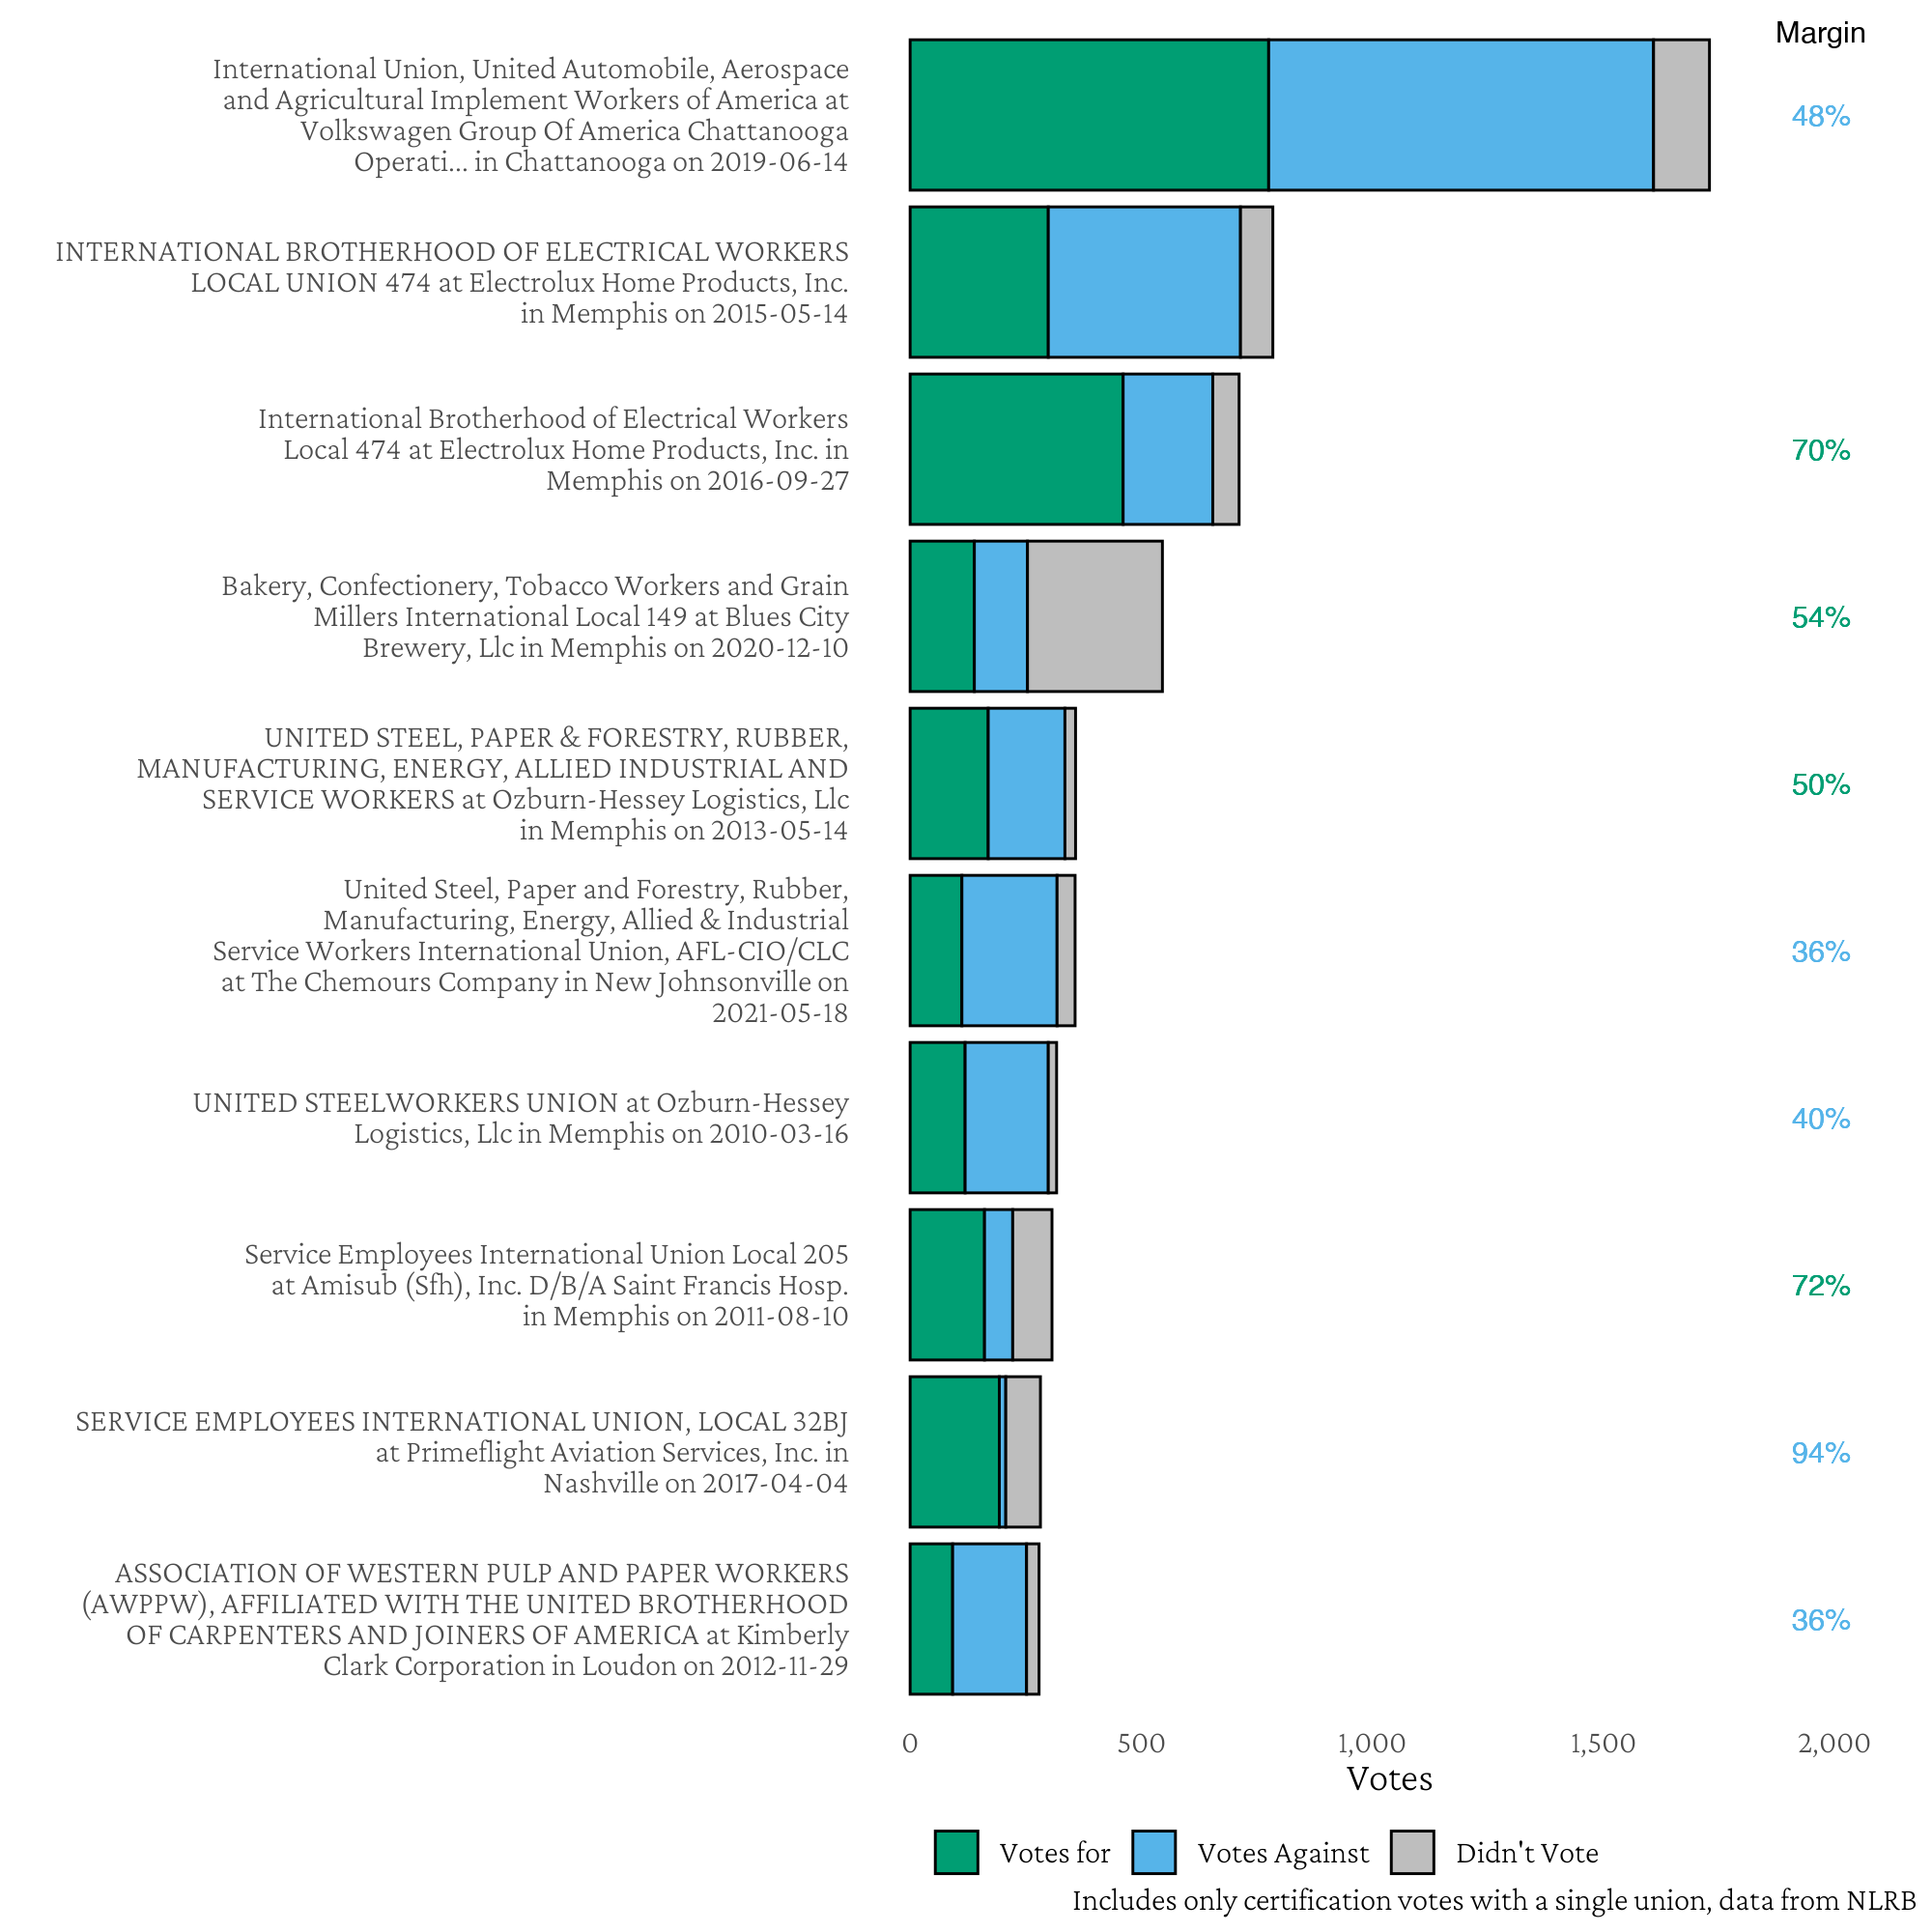 Margin
International Union, United Automobile, Aerospace
and Agricultural Implement Workers of America at
Volkswagen Group Of America Chattanooga
Operati... in Chattanooga on 2019-06-14
48%
INTERNATIONAL BROTHERHOOD OF ELECTRICAL WORKERS
LOCAL UNION 474 at Electrolux Home Products, Inc.
in Memphis on 2015-05-14
International Brotherhood of Electrical Workers
Local 474 at Electrolux Home Products, Inc. in
Memphis on 2016-09-27
70%
Bakery, Confectionery, Tobacco Workers and Grain
Millers International Local 149 at Blues City
Brewery, Llc in Memphis on 2020-12-10
54%
UNITED STEEL, PAPER & FORESTRY, RUBBER,
MANUFACTURING, ENERGY, ALLIED INDUSTRIAL AND
SERVICE WORKERS at Ozburn-Hessey Logistics, Llc
in Memphis on 2013-05-14
50%
United Steel, Paper and Forestry, Rubber,
Manufacturing, Energy, Allied & Industrial
Service Workers International Union, AFL-CIO/CLC
at The Chemours Company in New Johnsonville on
2021-05-18
36%
UNITED STEELWORKERS UNION at Ozburn-Hessey
Logistics, Llc in Memphis on 2010-03-16
40%
Service Employees International Union Local 205
at Amisub (Sfh), Inc. D/B/A Saint Francis Hosp.
in Memphis on 2011-08-10
72%
SERVICE EMPLOYEES INTERNATIONAL UNION, LOCAL 32BJ
at Primeflight Aviation Services, Inc. in
Nashville on 2017-04-04
94%
ASSOCIATION OF WESTERN PULP AND PAPER WORKERS
(AWPPW), AFFILIATED WITH THE UNITED BROTHERHOOD
OF CARPENTERS AND JOINERS OF AMERICA at Kimberly
Clark Corporation in Loudon on 2012-11-29
36%
0 500 1,000 1,500 2,000
Votes
Votes for Votes Against Didn't Vote
Includes only certification votes with a single union, data from NLRB